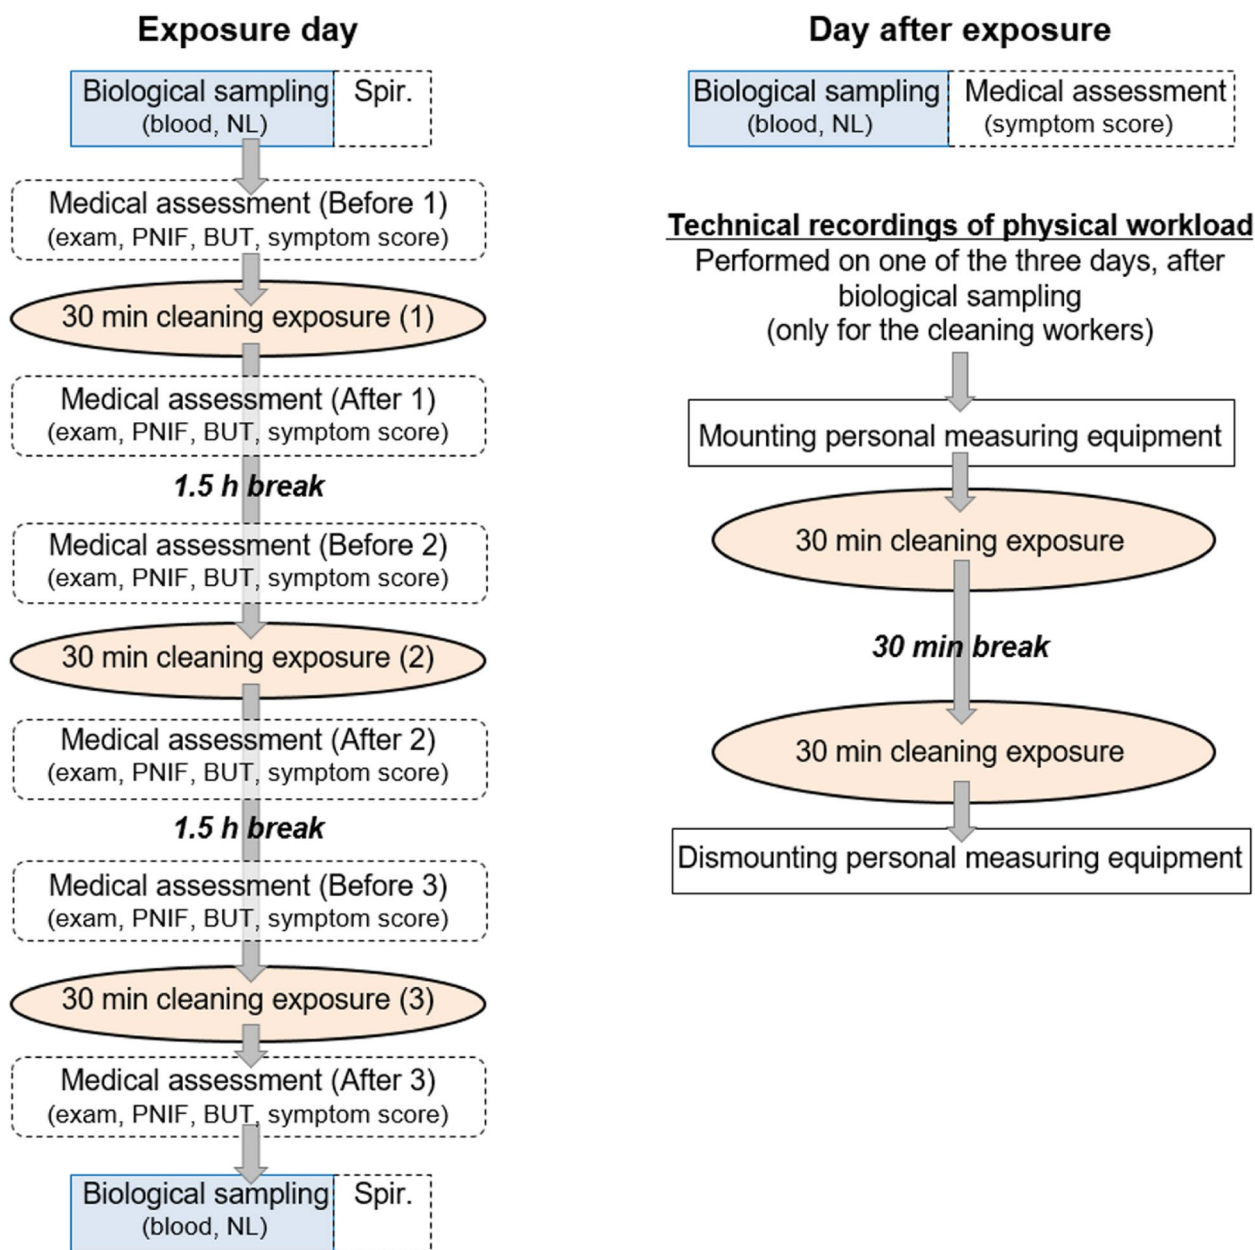 Exposure day
Biological sampling
(blood, NL)
Spir.
Medical assessment (Before 1)
(exam, PNIF, BUT, symptom score)
30 min cleaning exposure (1)
Medical assessment (After 1)
(exam, PNIF, BUT, symptom score)
1.5 h break
Medical assessment (Before 2)
(exam, PNIF, BUT, symptom score)
30 min cleaning exposure (2)
Medical assessment (After 2)
(exam, PNIF, BUT, symptom score)
1.5 h break
Medical assessment (Before 3)
(exam, PNIF, BUT, symptom score)
30 min cleaning exposure (3)
Medical assessment (After 3)
(exam, PNIF, BUT, symptom score)
Biological sampling
(blood, NL)
Spir.
Day after exposure
Biological sampling
(blood, NL)
Medical assessment
(symptom score)
Technical recordings of physical workload
Performed on one of the three days, after
biological sampling
(only for the cleaning workers)
Mounting personal measuring equipment
30 min cleaning exposure
30 min break
30 min cleaning exposure
Dismounting personal measuring equipment